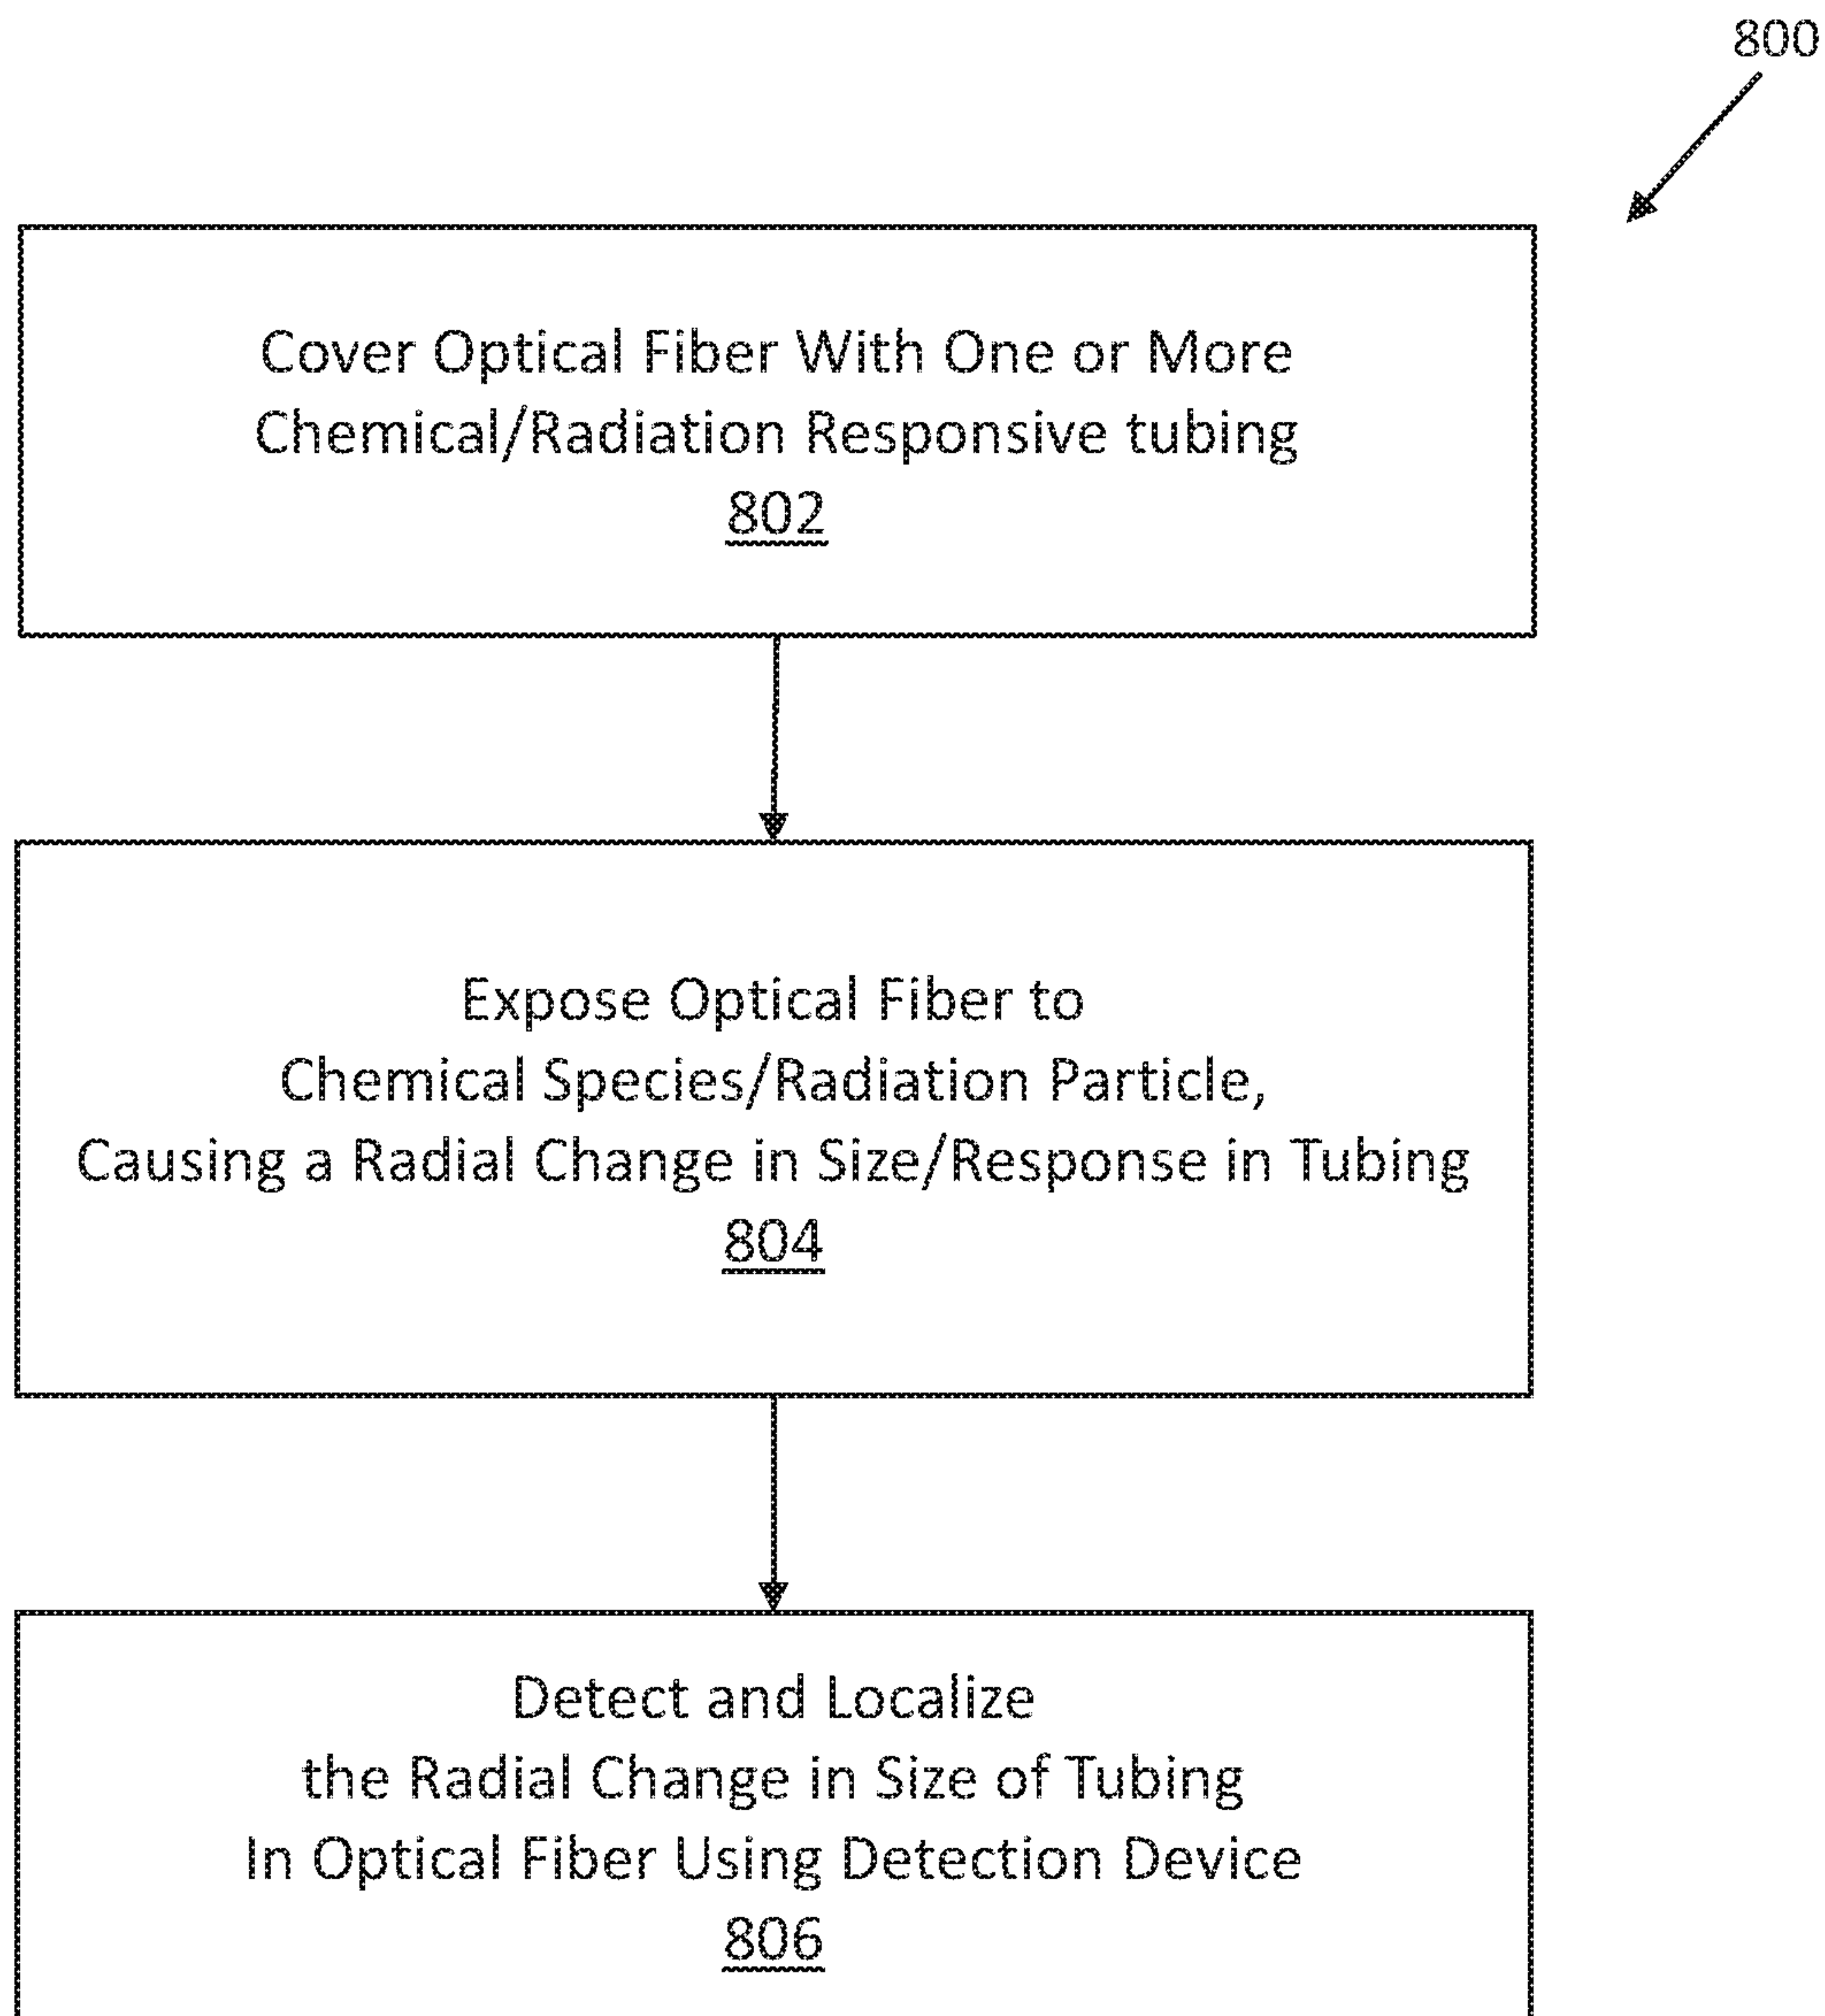 800
Cover Optical Fiber With One or More
Chemical/Radiation Responsive tubing
802
Expose Optical Fiber to
Chemical Species/Radiation Particle,
Causing a Radial Change in Size/Response in Tubing
804
Detect and Localize
the Radial Change in Size of Tubing
In Optical Fiber Using Detection Device
806